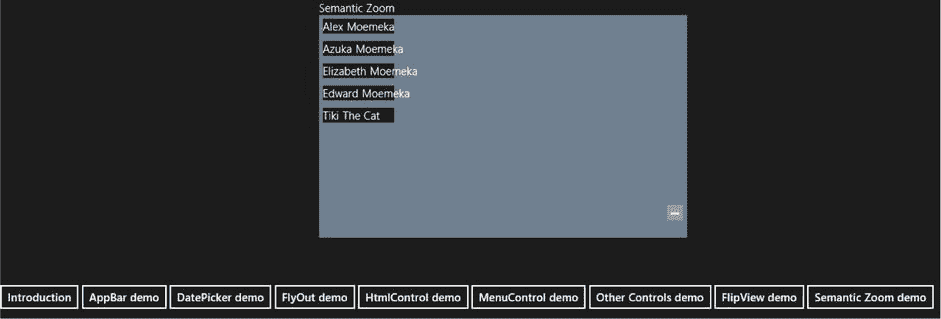 Semantic Zoom
Alex Moemeka
Azuka Moemeka
Elizabeth Moemeka
Edward Moemeka
Tiki The Cat
Introduction AppBar demo DatePicker demo FlyOut demo HtmlControl demo MenuControl demo Other Controls demo FlipView demo Semantic Zoom demo